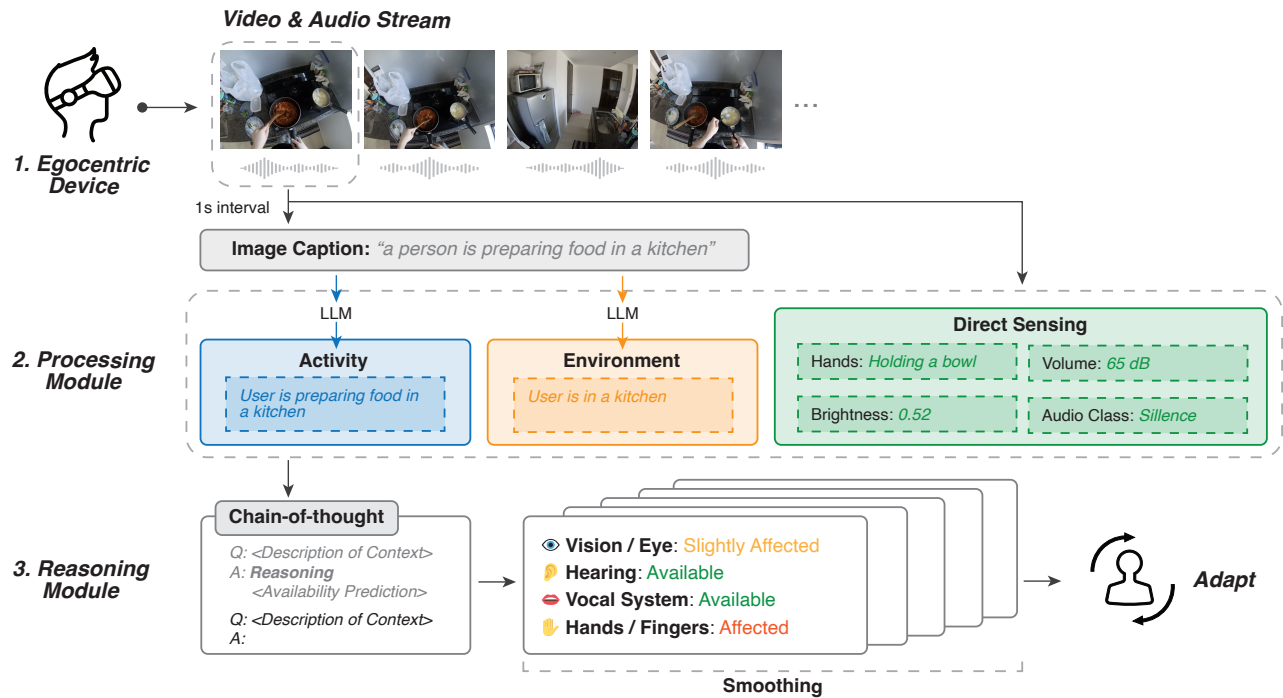 Video & Audio Stream
...
1. Egocentric
Device
1s interval
Image Caption: “a person is preparing food in a kitchen”
LLM
LLM
2. Processing
Module
Activity
User is preparing food in
a kitchen
Environment
User is in a kitchen
Direct Sensing
Hands: Holding a bowl
Volume: 65 dB
Brightness: 0.52
Audio Class: Sillence
3. Reasoning
Module
Chain-of-thought
Q: <Description of Context>
A: Reasoning
<Availability Prediction>
Q: <Description of Context>
A:
Vision / Eye: Slightly Affected
Hearing: Available
Vocal System: Available
Hands / Fingers: Affected
Smoothing
Adapt